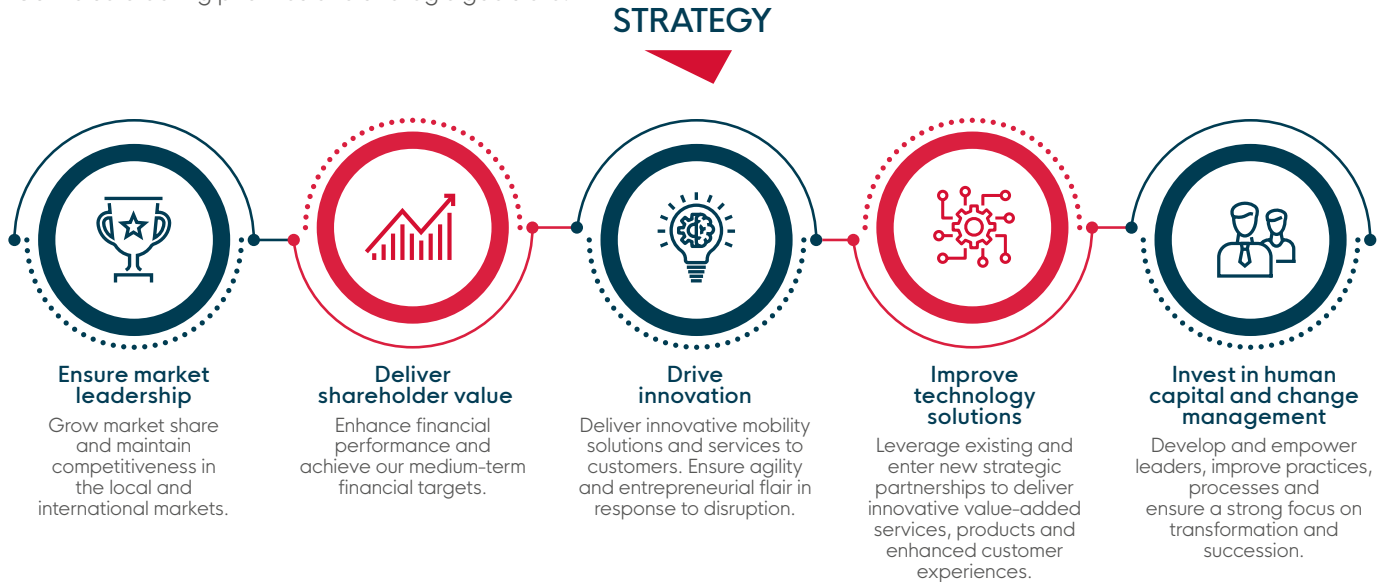 STRATEGY
Ensure market
leadership
Grow market share
and maintain
competitiveness in
the local and
international markets.
Deliver
shareholder value
Enhance financial
performance and
achieve our medium-term
financial targets.
Drive
innovation
Deliver innovative mobility
solutions and services to
customers. Ensure agility
and entrepreneurial flair in
response to disruption.
Improve
technology
solutions
Leverage existing and
enter new strategic
partnerships to deliver
innovative value-added
services, products and
enhanced customer
experiences.
Invest in human
capital and change
management
Develop and empower
leaders, improve practices,
processes and
ensure a strong focus on
transformation and
succession.